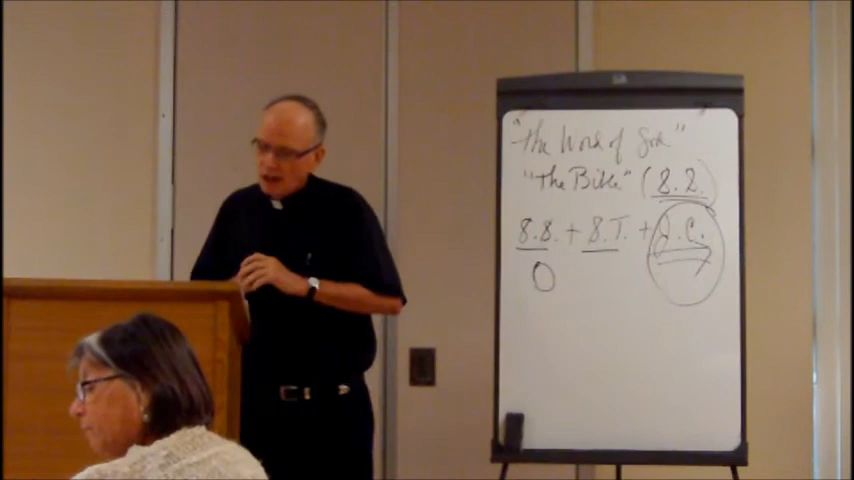 "The Word of God"
"The Bible" (S.S.)
S.S. + S.T. + J.C.
O